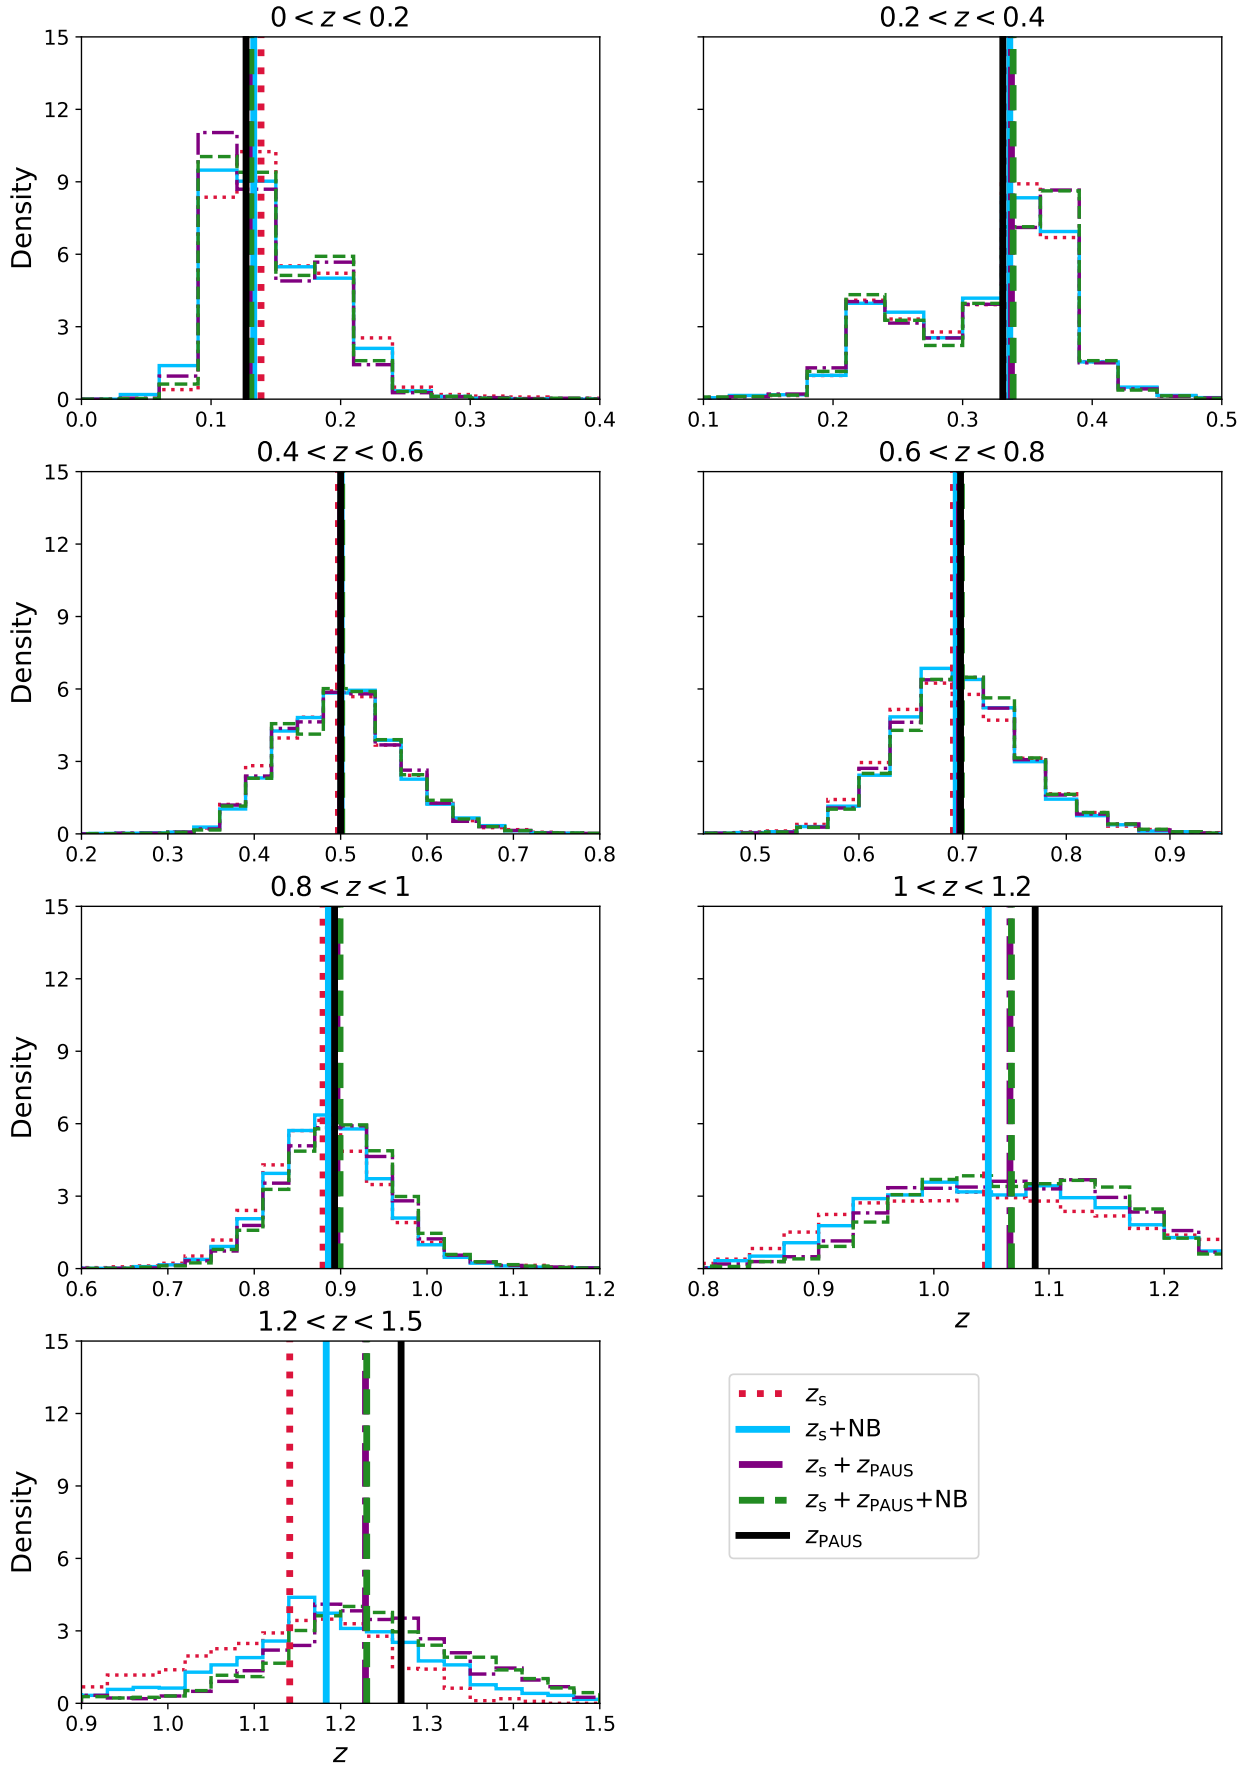 0 < z < 0.2
0.2 < z < 0.4
Density
15
12
9
6
3
0
0.0 0.1 0.2 0.3 0.4
0.1 0.2 0.3 0.4 0.5
0.4 < z < 0.6
0.6 < z < 0.8
Density
15
12
9
6
3
0
0.2 0.3 0.4 0.5 0.6 0.7 0.8
0.5 0.6 0.7 0.8 0.9
0.8 < z < 1
1 < z < 1.2
Density
15
12
9
6
3
0
0.6 0.7 0.8 0.9 1.0 1.1 1.2
0.8 0.9 1.0 1.1 1.2
z
1.2 < z < 1.5
Density
15
12
9
6
3
0
0.9 1.0 1.1 1.2 1.3 1.4 1.5
z
z_s
z_s+NB
z_s + z_PAUS
z_s + z_PAUS+NB
z_PAUS